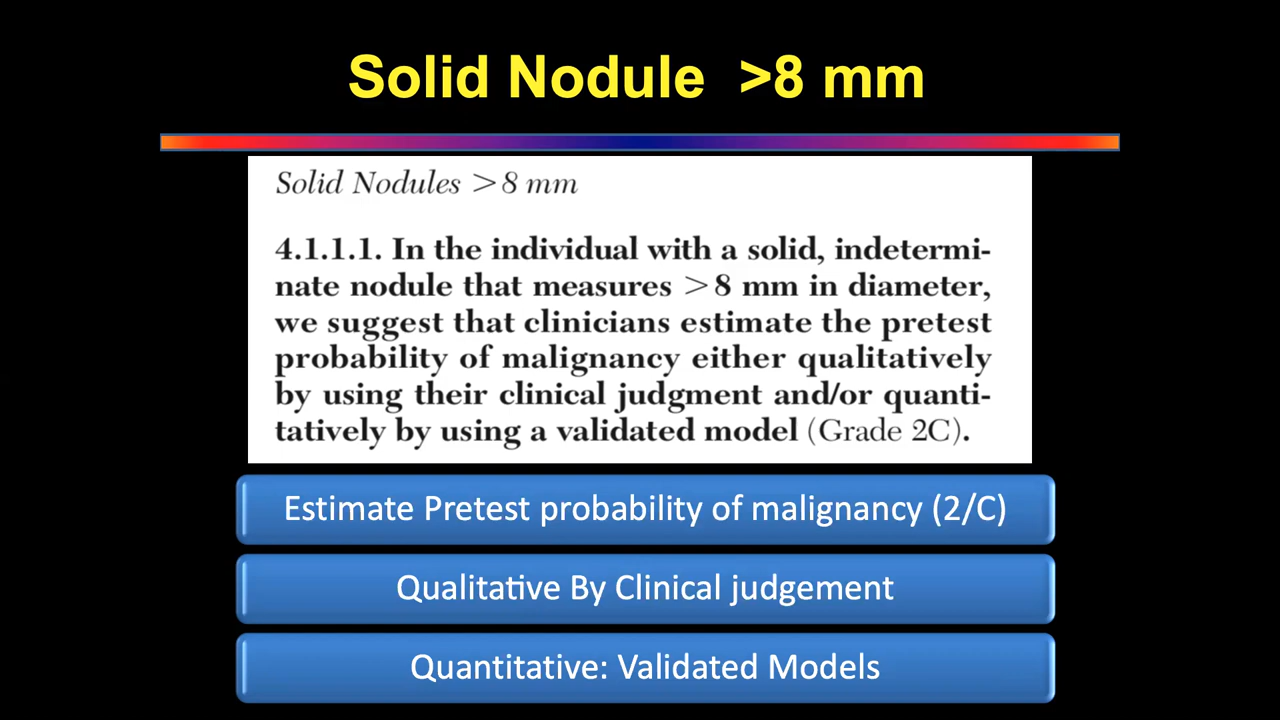 Solid Nodule >8 mm
Solid Nodules >8 mm
4.1.1.1. In the individual with a solid, indetermi-
nate nodule that measures >8 mm in diameter,
we suggest that clinicians estimate the pretest
probability of malignancy either qualitatively
by using their clinical judgment and/or quanti-
tatively by using a validated model (Grade 2C).
Estimate Pretest probability of malignancy (2/C)
Qualitative By Clinical judgement
Quantitative: Validated Models